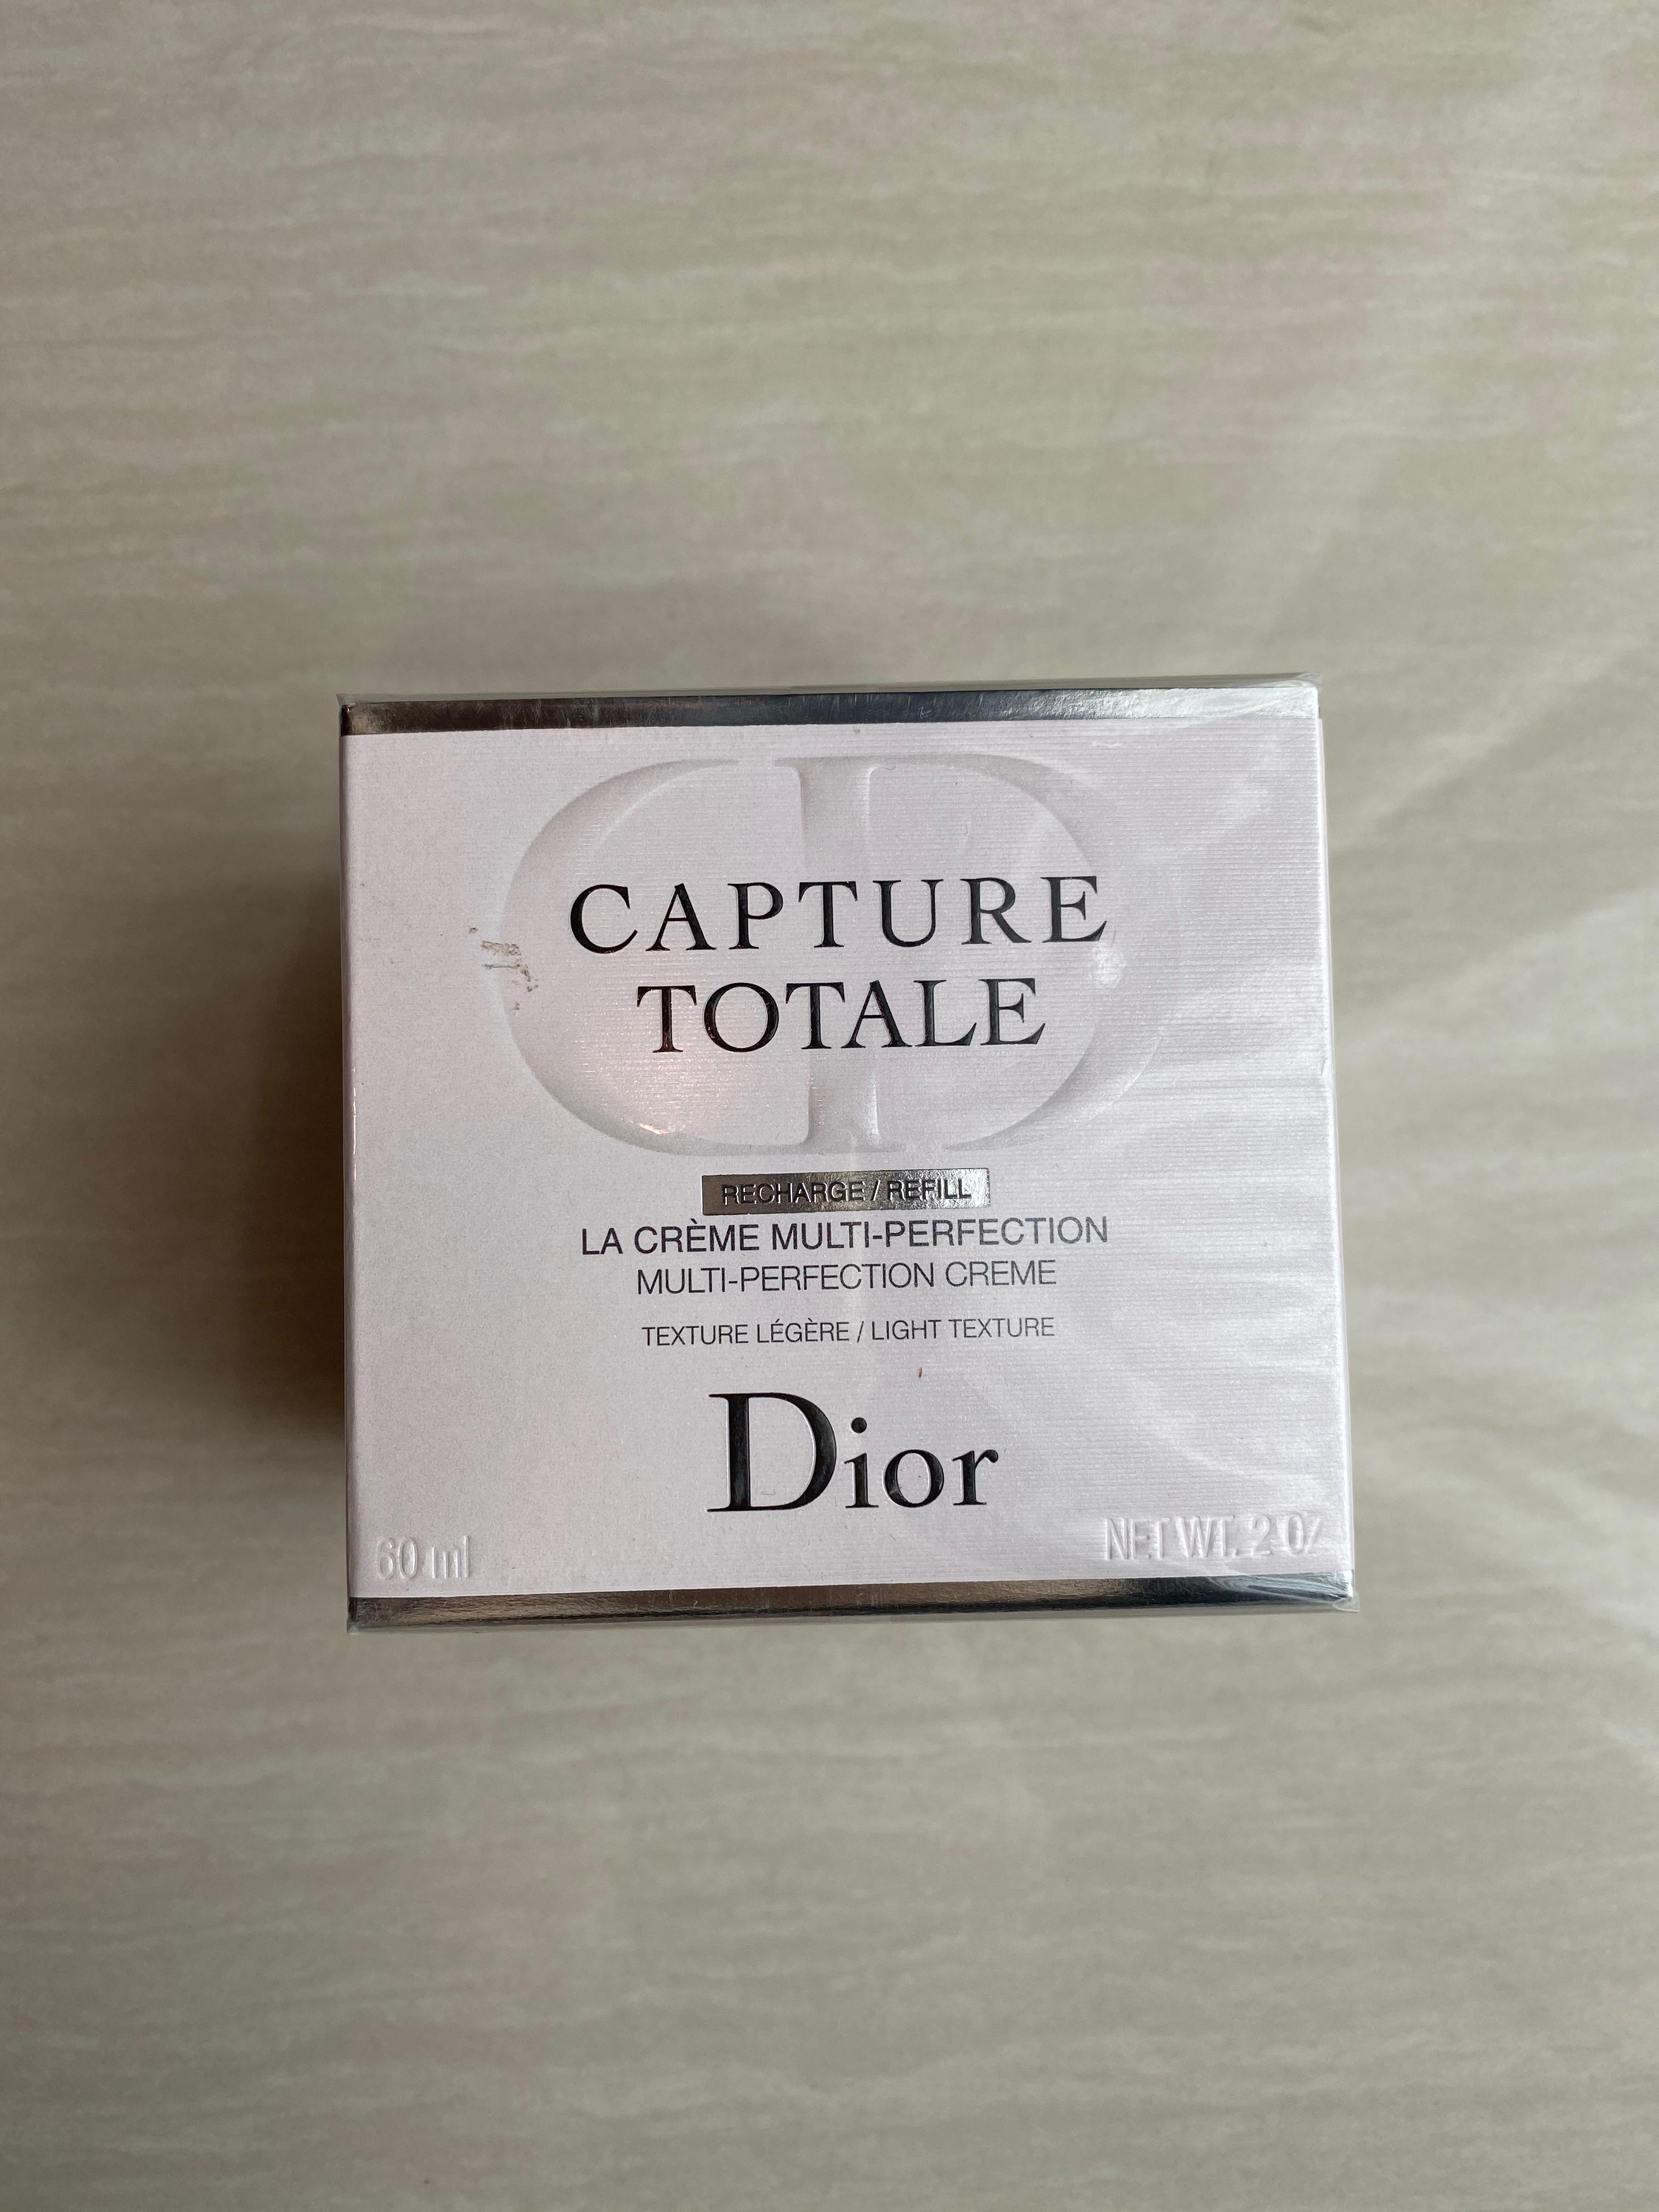 CAPTURE
TOTALE
RECHARGE / REFILL
LA CRÈME MULTI-PERFECTION
MULTI-PERFECTION CREME
TEXTURE LÉGÈRE / LIGHT TEXTURE
Dior
60 ml
NET WT. 2 OZ